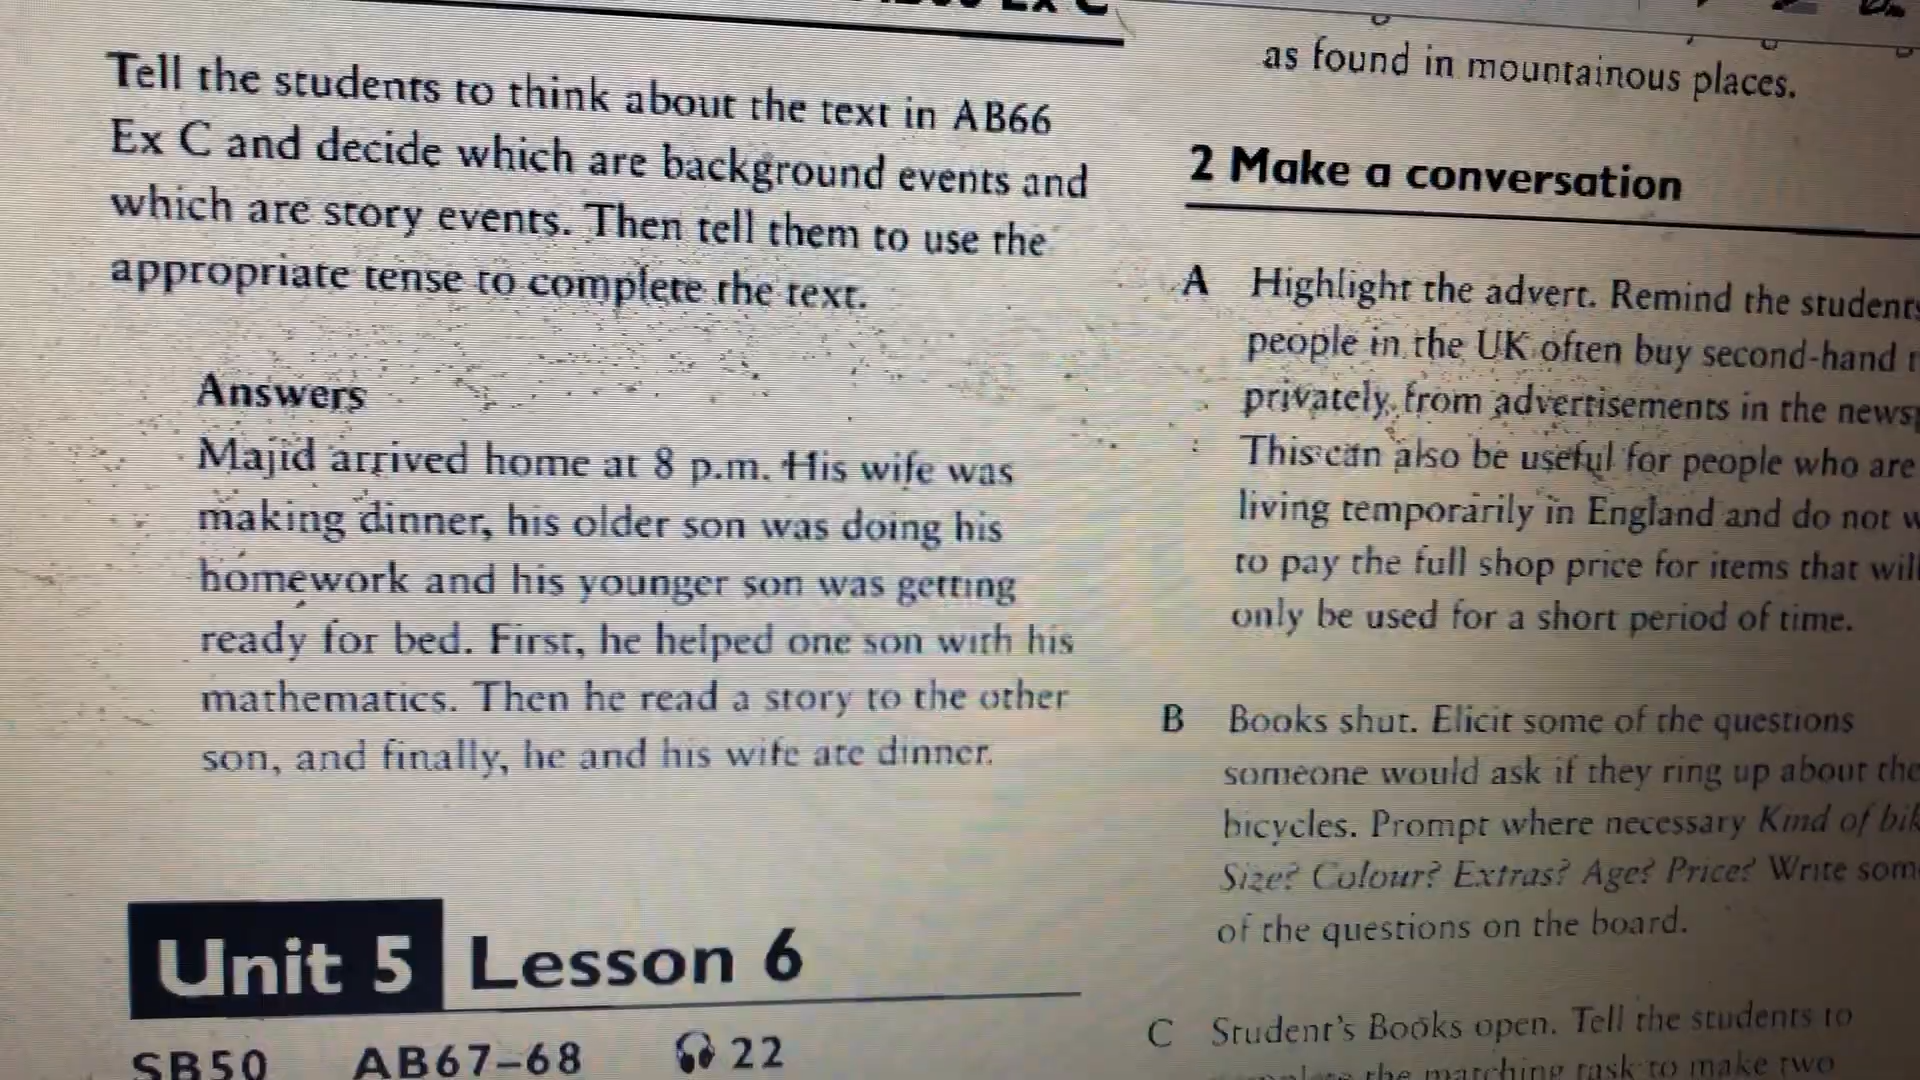 Tell the students to think about the text in AB66
Ex C and decide which are background events and
which are story events. Then tell them to use the
appropriate tense to complete the text.
Answers
Majid arrived home at 8 p.m. His wife was
making dinner, his older son was doing his
homework and his younger son was getting
ready for bed. First, he helped one son with his
mathematics. Then he read a story to the other
son, and finally, he and his wife ate dinner.
Unit 5 Lesson 6
SB50 AB67–68 22
as found in mountainous places.
2 Make a conversation
A Highlight the advert. Remind the students
people in the UK often buy second-hand
privately, from advertisements in the
This can also be useful for people who are
living temporarily in England and do not
to pay the full shop price for items that will
only be used for a short period of time.
B Books shut. Elicit some of the questions
someone would ask if they ring up about the
bicycles. Prompt where necessary Kind of
Size? Colour? Extras? Age? Price? Write
of the questions on the board.
C Student's Books open. Tell the students to
the matching task to make two